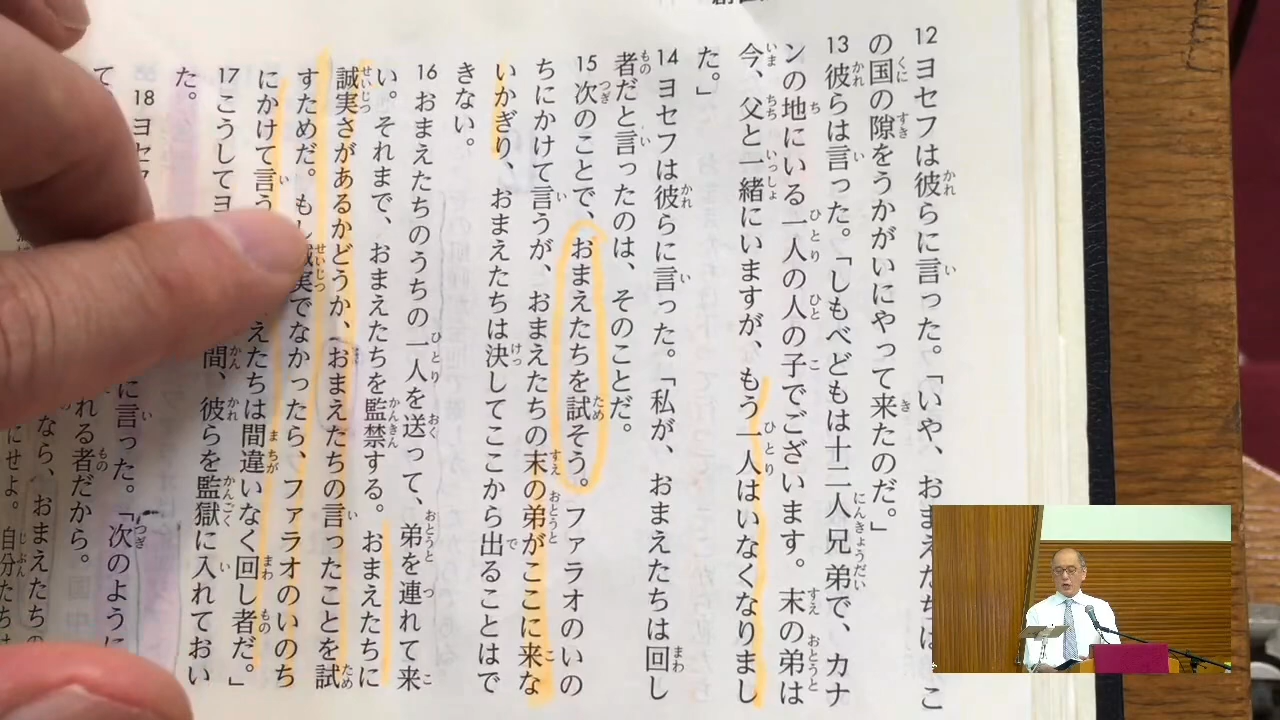 12 ヨセフは彼らに言った。「いや、おまえたちは、こ
の国の隙をうかがいにやって来たのだ。」
13 彼らは言った。「しもべどもは十二人兄弟で、カナ
ンの地にいる一人の人の子でございます。末の弟は
今、父と一緒にいますが、もう一人はいなくなりまし
た。」
14 ヨセフは彼らに言った。「私が、おまえたちは回し
者だと言ったのは、そのことだ。
15 次のことで、おまえたちを試そう。ファラオのいの
ちにかけて言うが、おまえたちの末の弟がここに来な
いかぎり、おまえたちは決してここから出ることはで
きない。
16 おまえたちのうちの一人を送って、弟を連れて来
い。それまで、おまえたちを監禁する。おまえたちに
誠実さがあるかどうか、おまえたちの言ったことを試
すためだ。もし誠実でなかったら、ファラオのいのち
にかけて言う えたちは間違いなく回し者だ。」
17 こうしてヨ 間、彼らを監獄に入れておい
た。
18 ヨセフ に言った。「次のように
て れる者だから。
なら、おまえたちの
にせよ。自分たちは